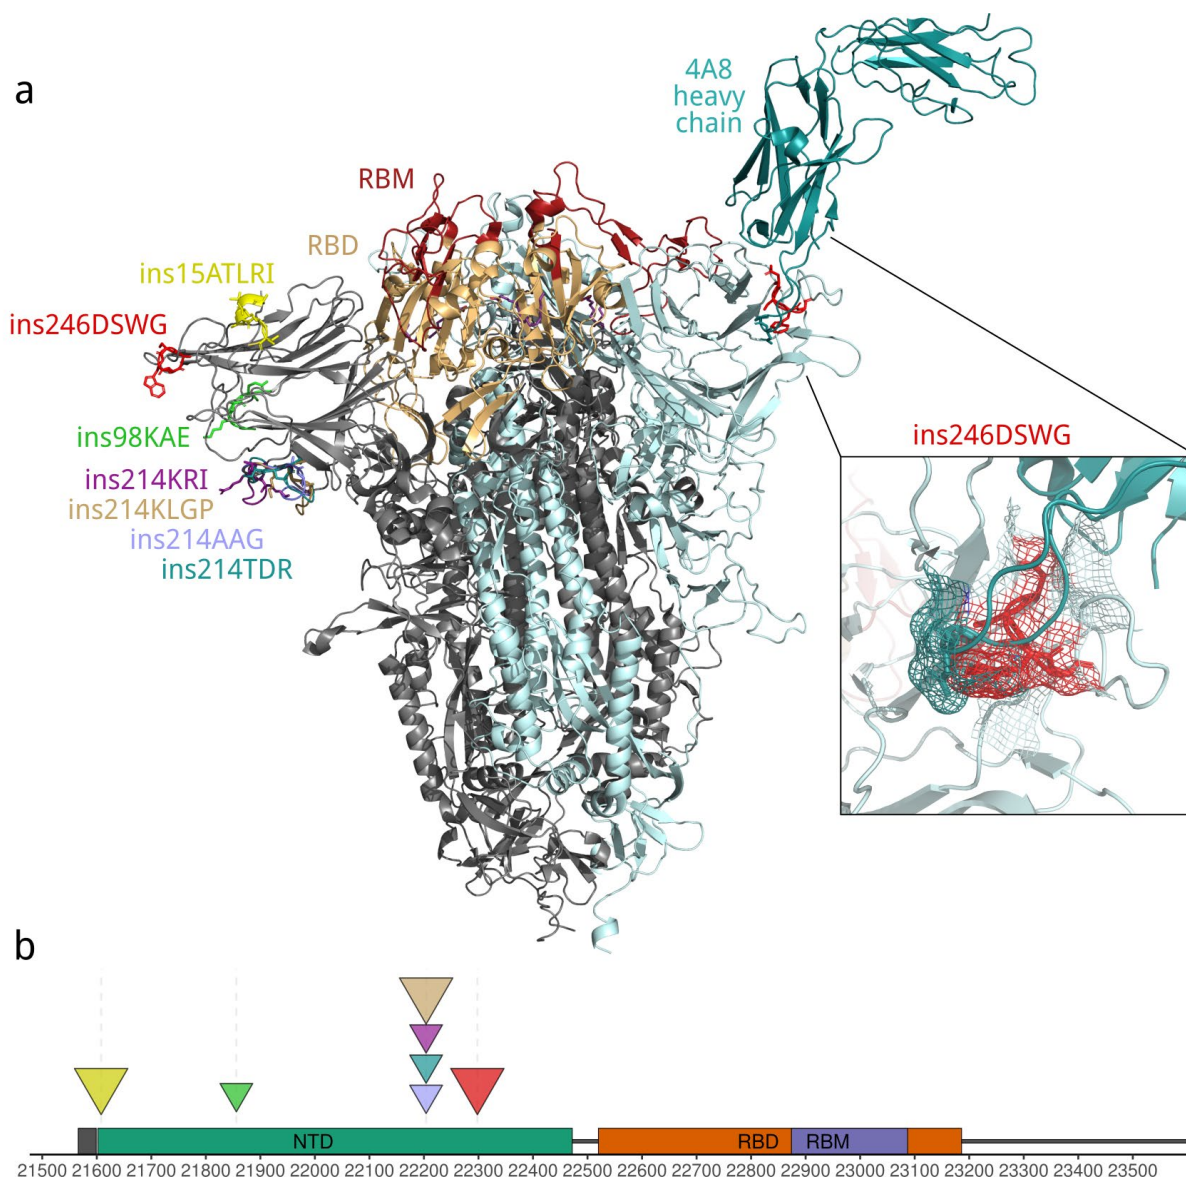 a
4A8
heavy
chain
RBM
RBD
ins15ATLRI
ins246DSWG
ins98KAE
ins214KRI
ins214KLGP
ins214AAG
ins214TDR
ins246DSWG
b
NTD RBD RBM
21500 21600 21700 21800 21900 22000 22100 22200 22300 22400 22500 22600 22700 22800 22900 23000 23100 23200 23300 23400 23500